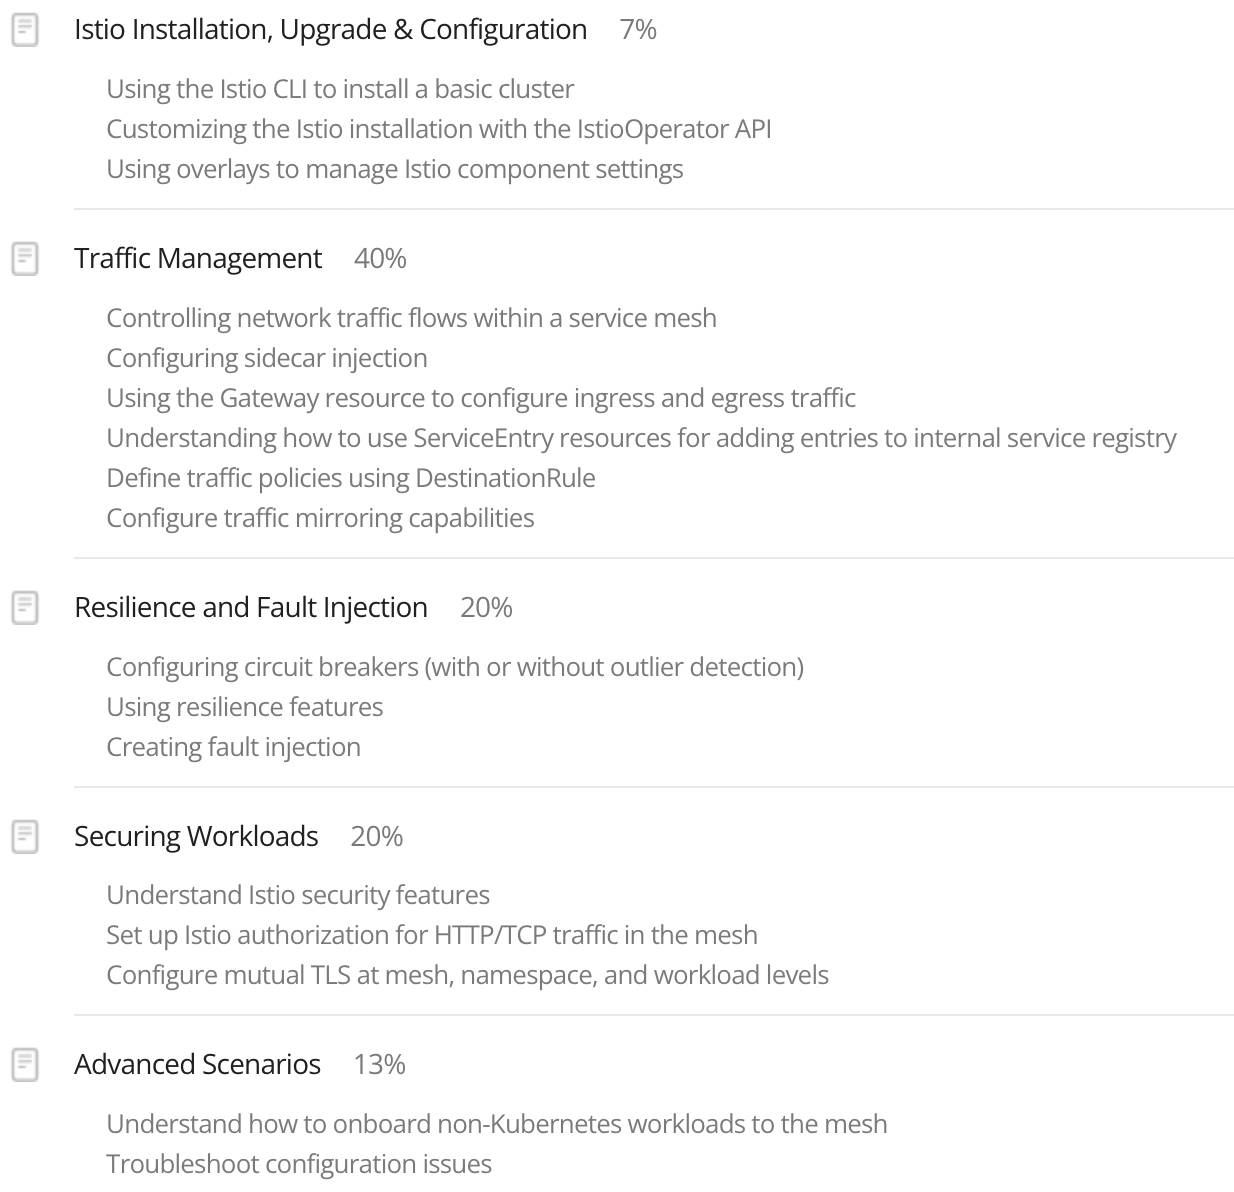 Istio Installation, Upgrade & Configuration 7%
Using the Istio CLI to install a basic cluster
Customizing the Istio installation with the IstioOperator API
Using overlays to manage Istio component settings
Traffic Management 40%
Controlling network traffic flows within a service mesh
Configuring sidecar injection
Using the Gateway resource to configure ingress and egress traffic
Understanding how to use ServiceEntry resources for adding entries to internal service registry
Define traffic policies using DestinationRule
Configure traffic mirroring capabilities
Resilience and Fault Injection 20%
Configuring circuit breakers (with or without outlier detection)
Using resilience features
Creating fault injection
Securing Workloads 20%
Understand Istio security features
Set up Istio authorization for HTTP/TCP traffic in the mesh
Configure mutual TLS at mesh, namespace, and workload levels
Advanced Scenarios 13%
Understand how to onboard non-Kubernetes workloads to the mesh
Troubleshoot configuration issues